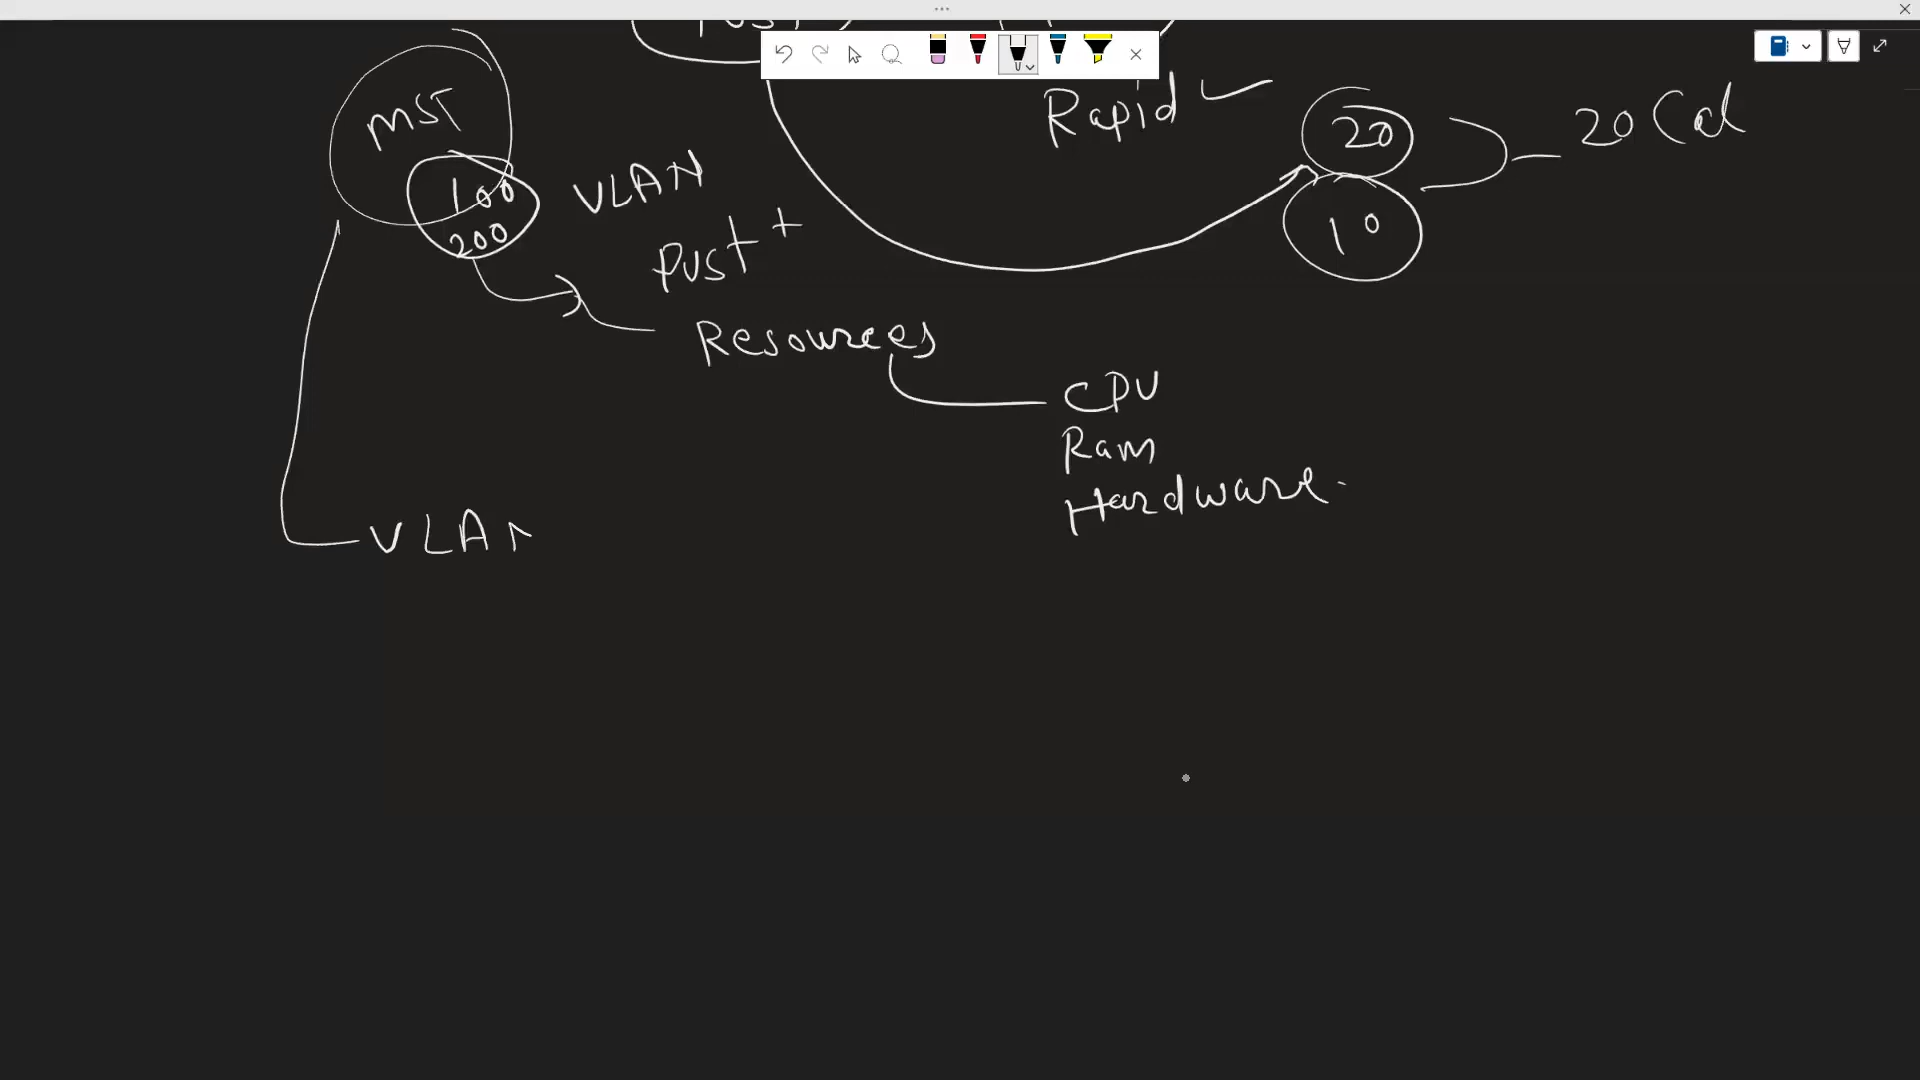 MST
100
200
VLAN
PVST +
Rapid
20
10
20 Cal
Resources
CPU
Ram
Hardware.
VLAN